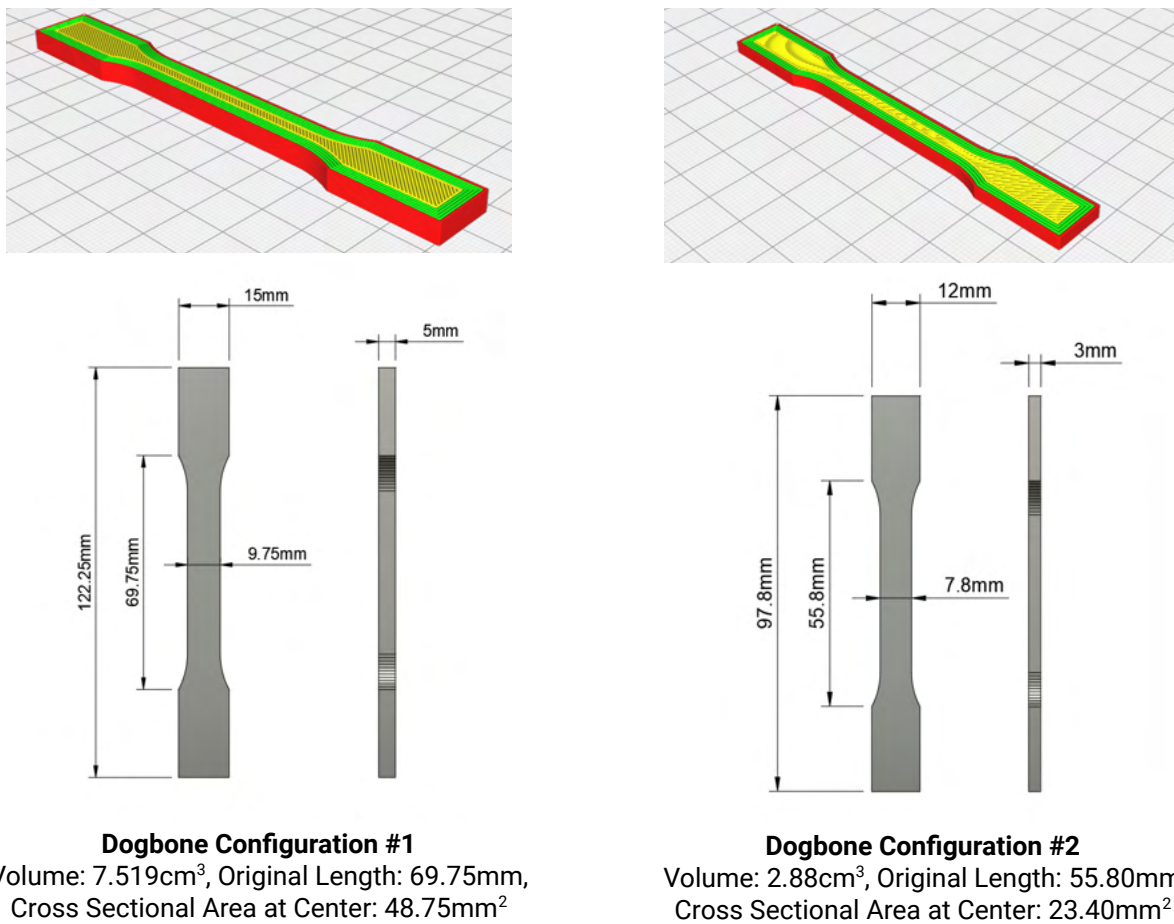 15mm
5mm
122.25mm
69.75mm
9.75mm
12mm
3mm
97.8mm
55.8mm
7.8mm
Dogbone Configuration #1
Volume: 7.519cm³, Original Length: 69.75mm,
Cross Sectional Area at Center: 48.75mm²
Dogbone Configuration #2
Volume: 2.88cm³, Original Length: 55.80mm
Cross Sectional Area at Center: 23.40mm²